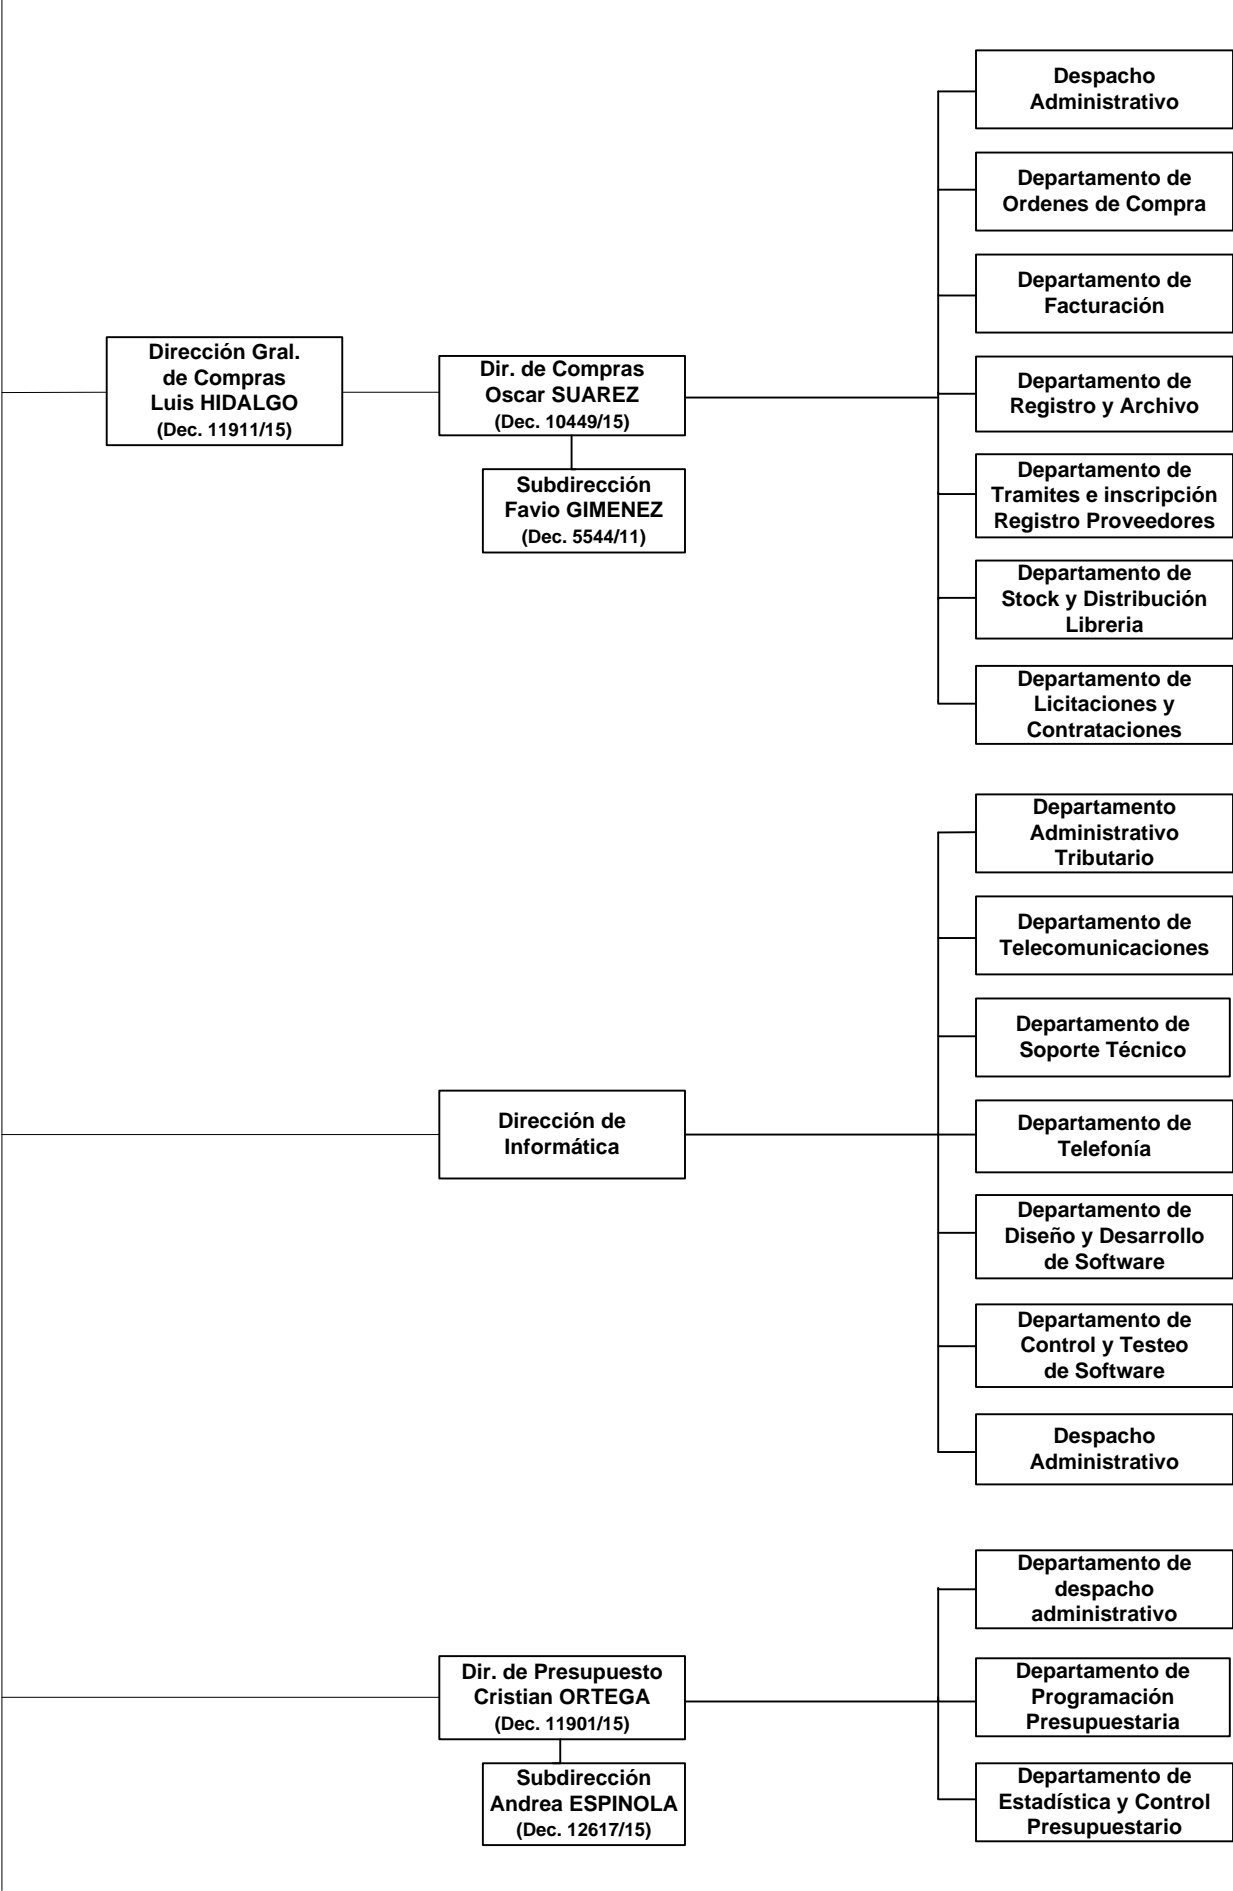 Despacho
Administrativo
Departamento de
Ordenes de Compra
Departamento de
Facturación
Dirección Gral.
de Compras
Luis HIDALGO
(Dec. 11911/15)
Dir. de Compras
Oscar SUAREZ
(Dec. 10449/15)
Subdirección
Favio GIMENEZ
(Dec. 5544/11)
Departamento de
Registro y Archivo
Departamento de
Tramites e inscripción
Registro Proveedores
Departamento de
Stock y Distribución
Libreria
Departamento de
Licitaciones y
Contrataciones
Departamento
Administrativo
Tributario
Departamento de
Telecomunicaciones
Departamento de
Soporte Técnico
Dirección de
Informática
Departamento de
Telefonía
Departamento de
Diseño y Desarrollo
de Software
Departamento de
Control y Testeo
de Software
Despacho
Administrativo
Departamento de
despacho
administrativo
Dir. de Presupuesto
Cristian ORTEGA
(Dec. 11901/15)
Subdirección
Andrea ESPINOLA
(Dec. 12617/15)
Departamento de
Programación
Presupuestaria
Departamento de
Estadística y Control
Presupuestario